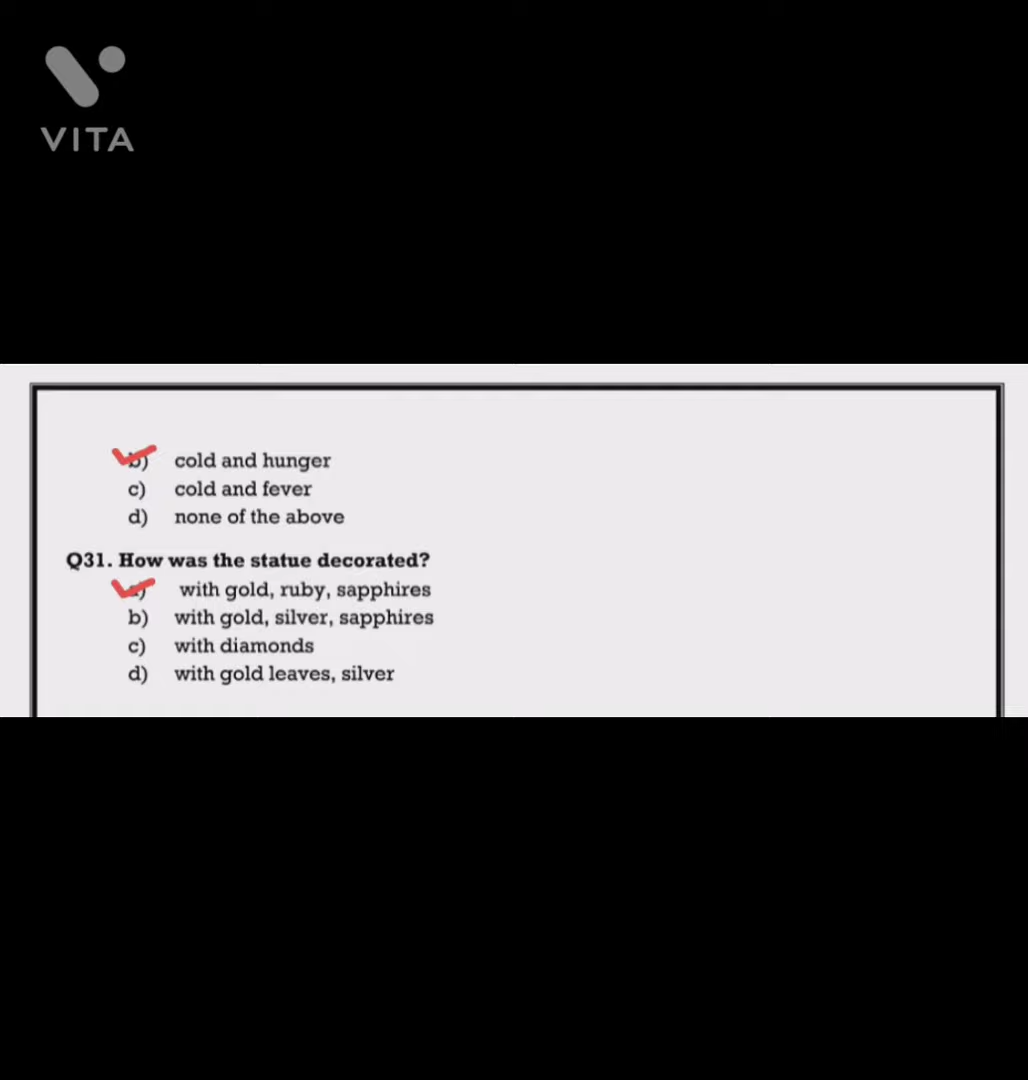 VITA
b) cold and hunger
c) cold and fever
d) none of the above
Q31. How was the statue decorated?
a) with gold, ruby, sapphires
b) with gold, silver, sapphires
c) with diamonds
d) with gold leaves, silver